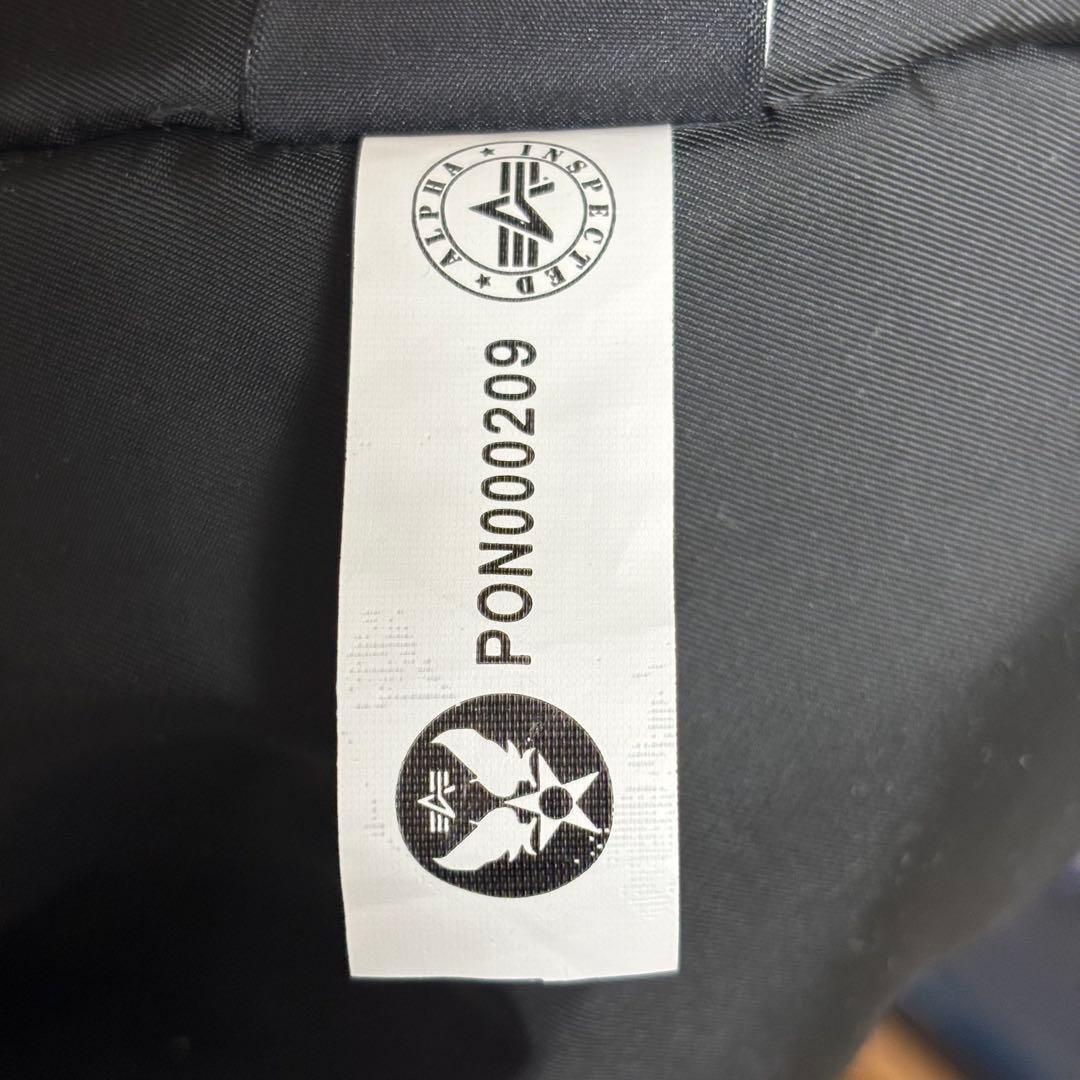 ALPHA ★ INSPECTED ★
PON000209